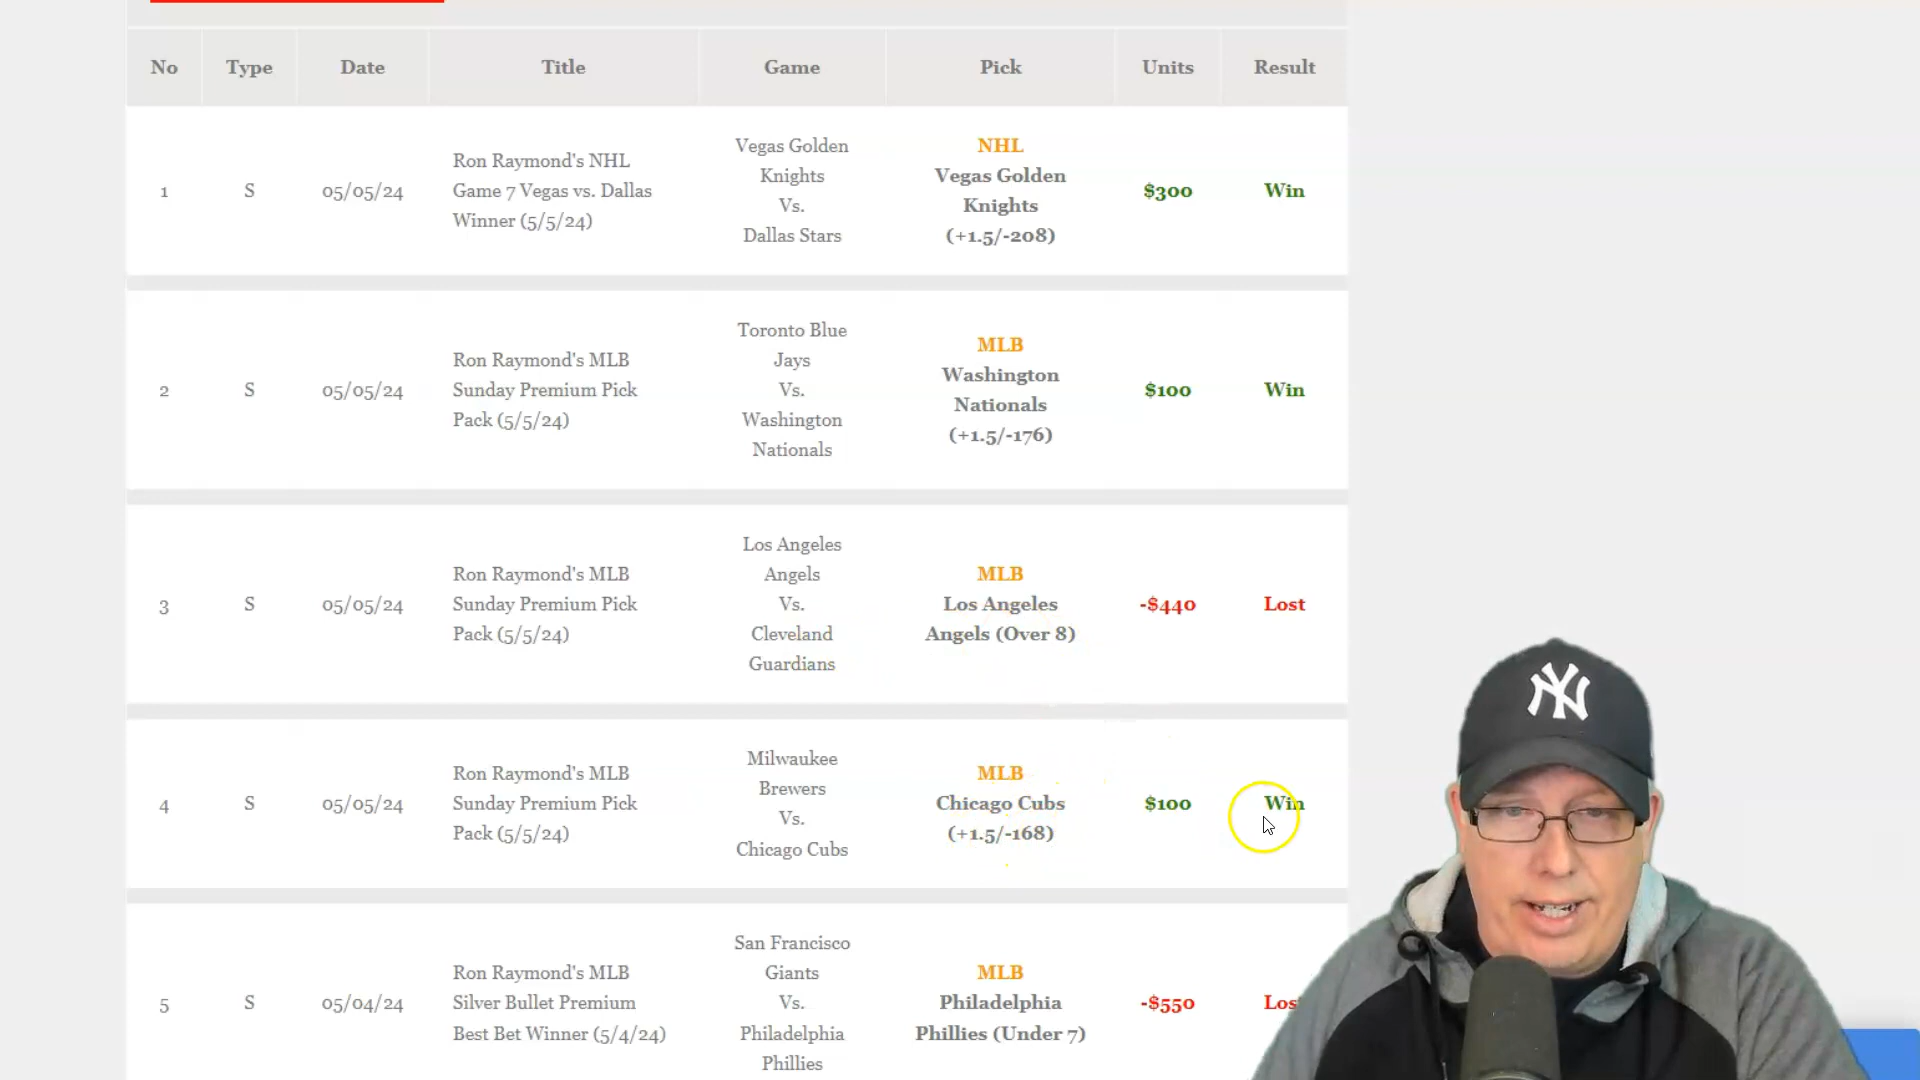 No Type Date Title Game Pick Units Result
1 S 05/05/24
Ron Raymond's NHL
Game 7 Vegas vs. Dallas
Winner (5/5/24)
Vegas Golden
Knights
Vs.
Dallas Stars
NHL
Vegas Golden
Knights
(+1.5/-208)
$300 Win
2 S 05/05/24
Ron Raymond's MLB
Sunday Premium Pick
Pack (5/5/24)
Toronto Blue
Jays
Vs.
Washington
Nationals
MLB
Washington
Nationals
(+1.5/-176)
$100 Win
3 S 05/05/24
Ron Raymond's MLB
Sunday Premium Pick
Pack (5/5/24)
Los Angeles
Angels
Vs.
Cleveland
Guardians
MLB
Los Angeles
Angels (Over 8)
-$440 Lost
4 S 05/05/24
Ron Raymond's MLB
Sunday Premium Pick
Pack (5/5/24)
Milwaukee
Brewers
Vs.
Chicago Cubs
MLB
Chicago Cubs
(+1.5/-168)
$100 Win
5 S 05/04/24
Ron Raymond's MLB
Silver Bullet Premium
Best Bet Winner (5/4/24)
San Francisco
Giants
Vs.
Philadelphia
Phillies
MLB
Philadelphia
Phillies (Under 7)
-$550 Los
NY